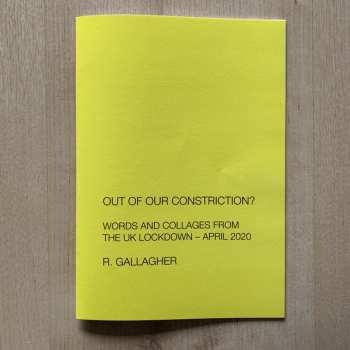 OUT OF OUR CONSTRICTION?
WORDS AND COLLAGES FROM
THE UK LOCKDOWN – APRIL 2020
R. GALLAGHER